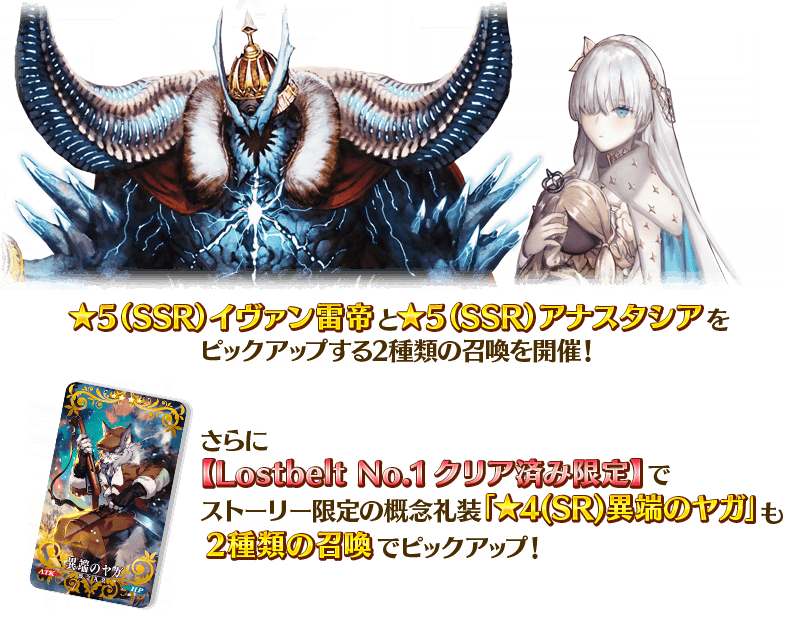 ★5(SSR)イヴァン雷帝と★5(SSR)アナスタシアを
ピックアップする2種類の召喚を開催！
さらに
【Lostbelt No.1 クリア済み限定】で
ストーリー限定の概念礼装「★4(SR)異端のヤガ」も
2種類の召喚でピックアップ！
異端のヤガ
ATK
HP